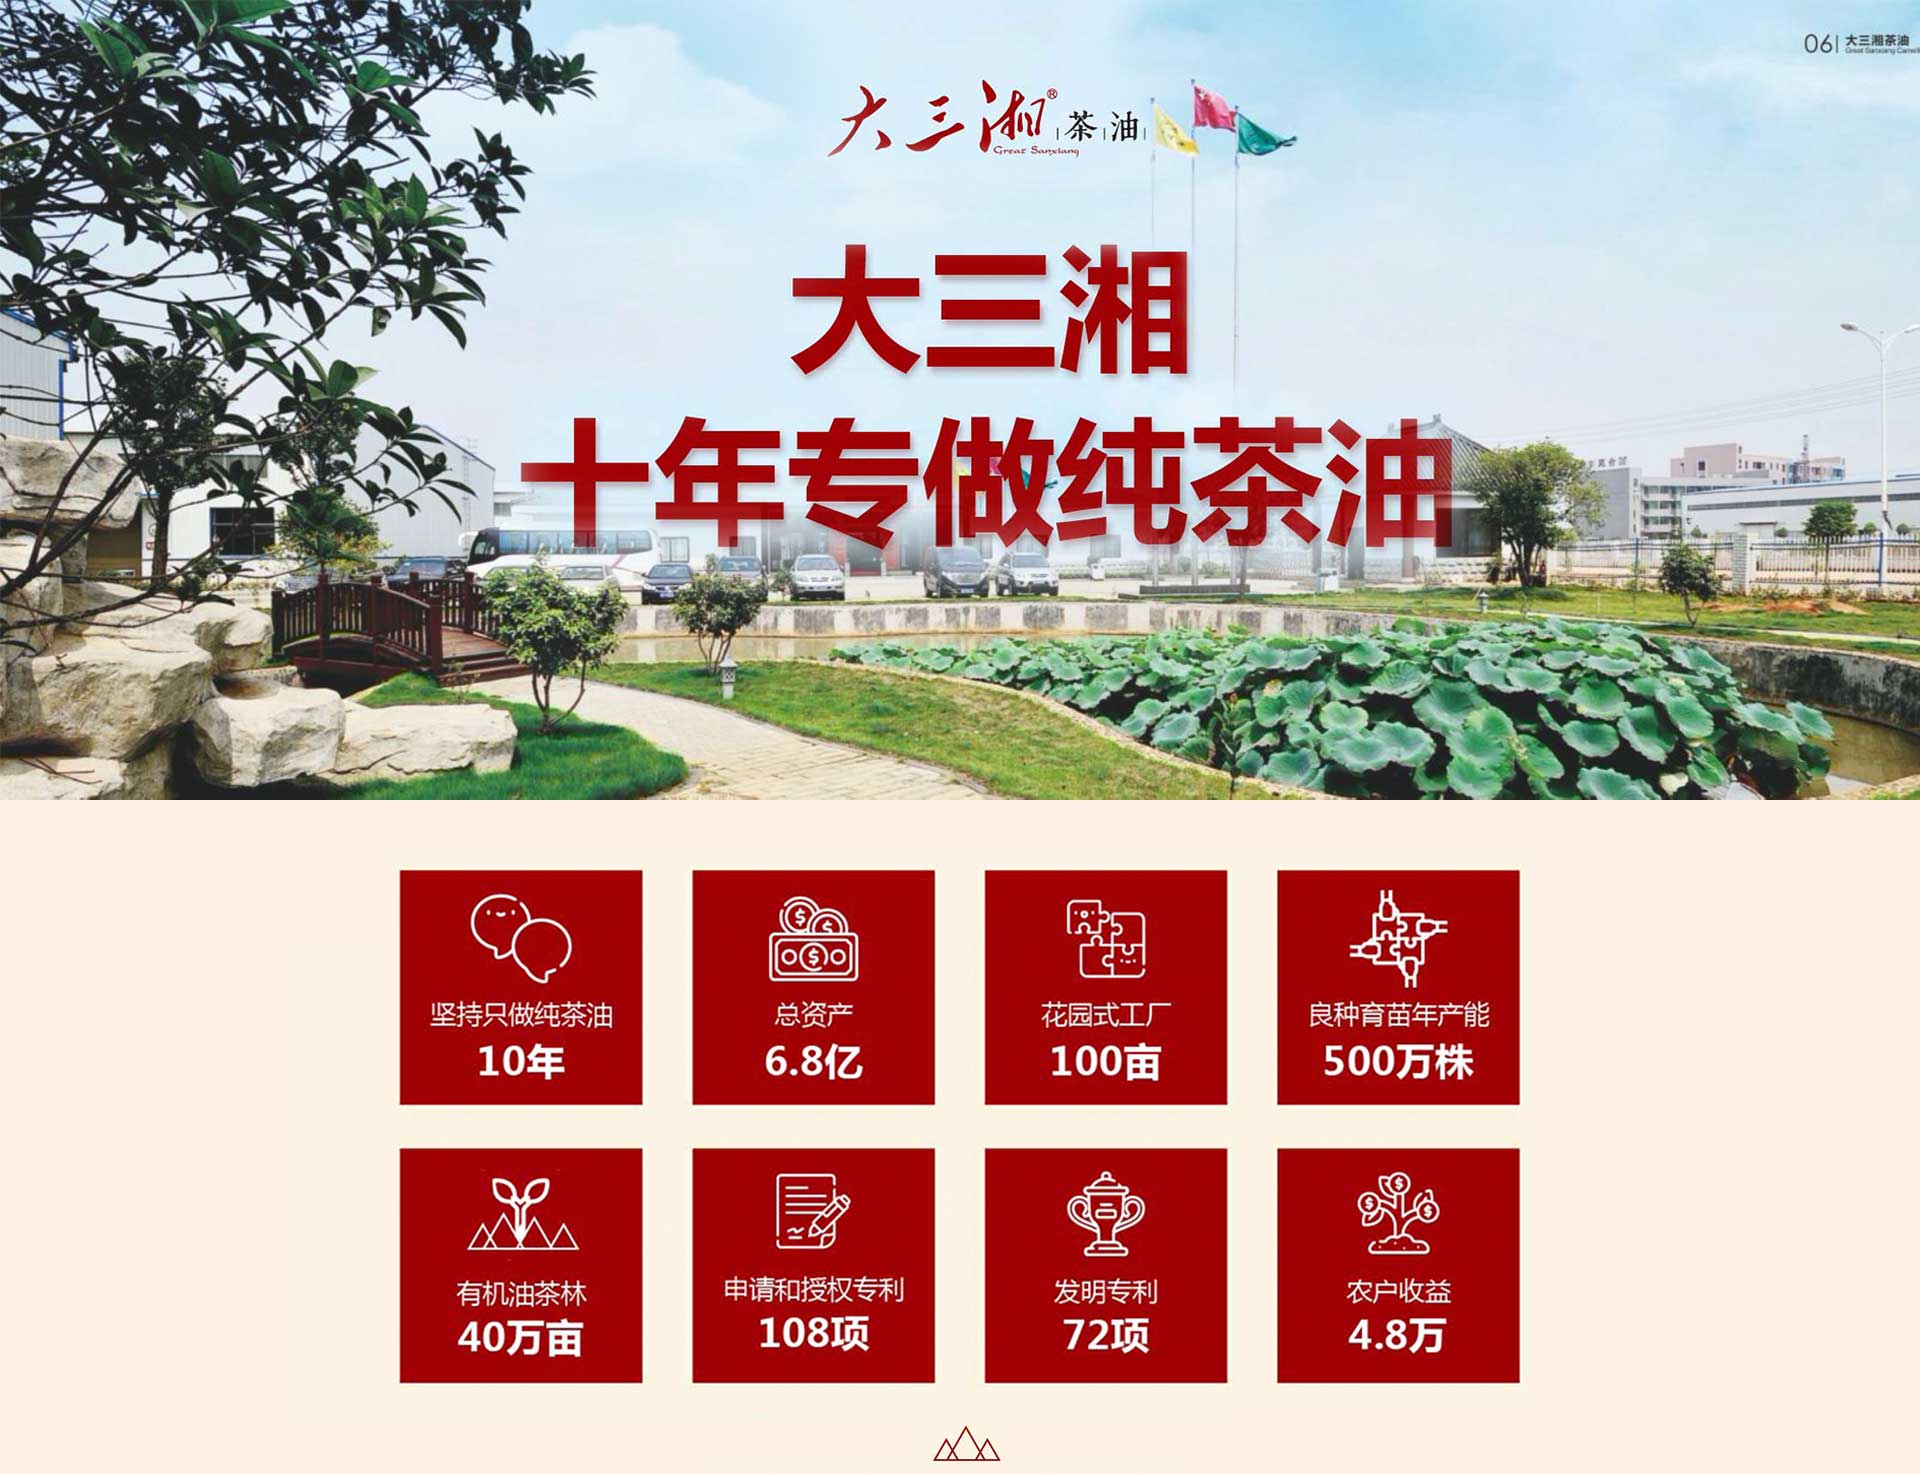 06| 大三湘茶油
大三湘® 茶 油
Great Sanxiang
大三湘
十年专做纯茶油
坚持只做纯茶油
10年
总资产
6.8亿
花园式工厂
100亩
良种育苗年产能
500万株
有机油茶林
40万亩
申请和授权专利
108项
发明专利
72项
农户收益
4.8万